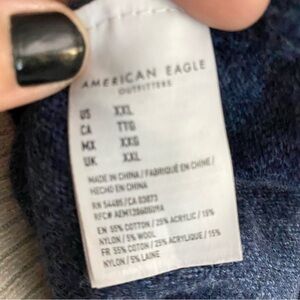 AMERICAN EAGLE
OUTFITTERS
US XXL
CA TTG
MX XXG
UK XXL
MADE IN CHINA / FABRIQUÉ EN CHINE /
HECHO EN CHINA
RN 54485/CA 03873
EN 55% COTTON / 25% ACRYLIC / 15%
NYLON / 5% WOOL
FR 55% COTON / 25% ACRYLIQUE / 15%
NYLON / 5% LAINE